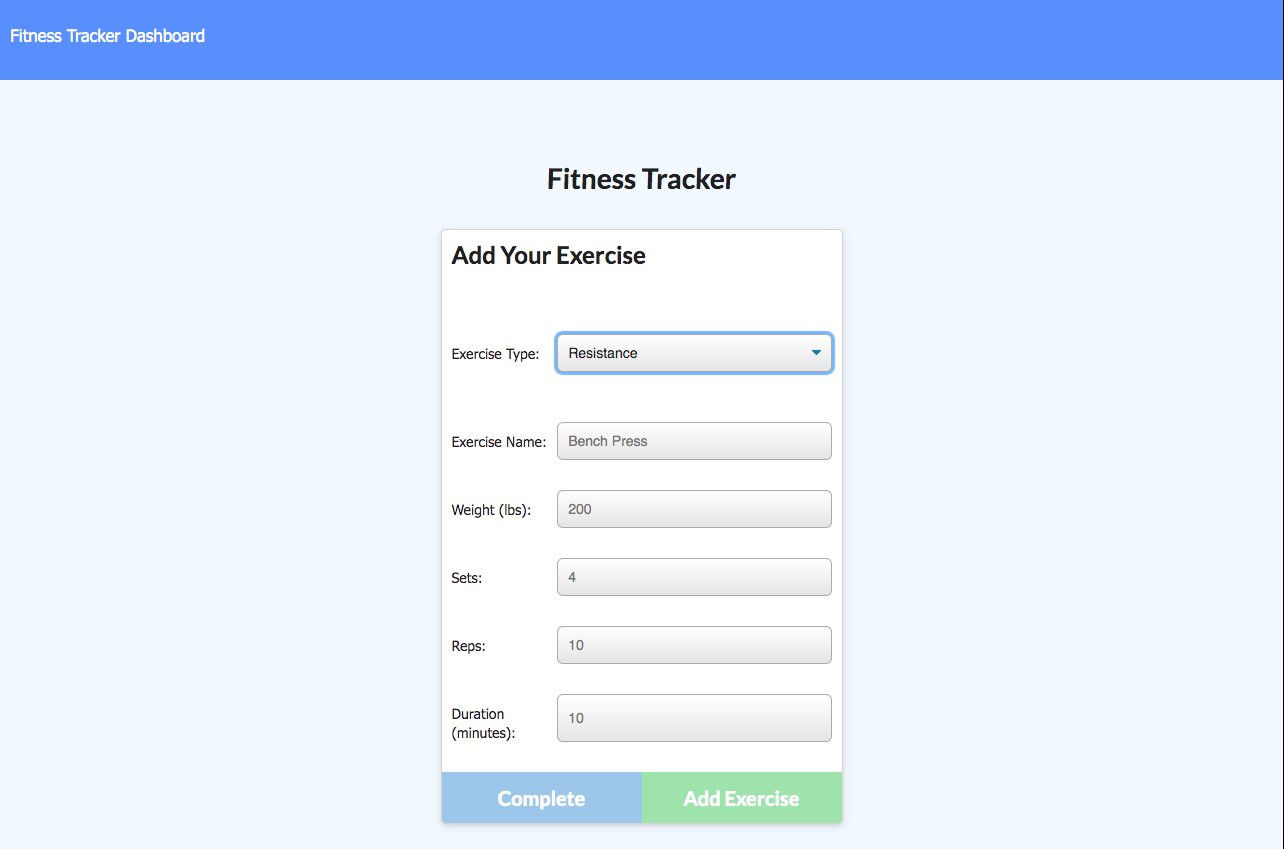 Fitness Tracker Dashboard
Fitness Tracker
Add Your Exercise
Exercise Type: Resistance
Exercise Name: Bench Press
Weight (lbs): 200
Sets: 4
Reps: 10
Duration
(minutes): 10
Complete Add Exercise